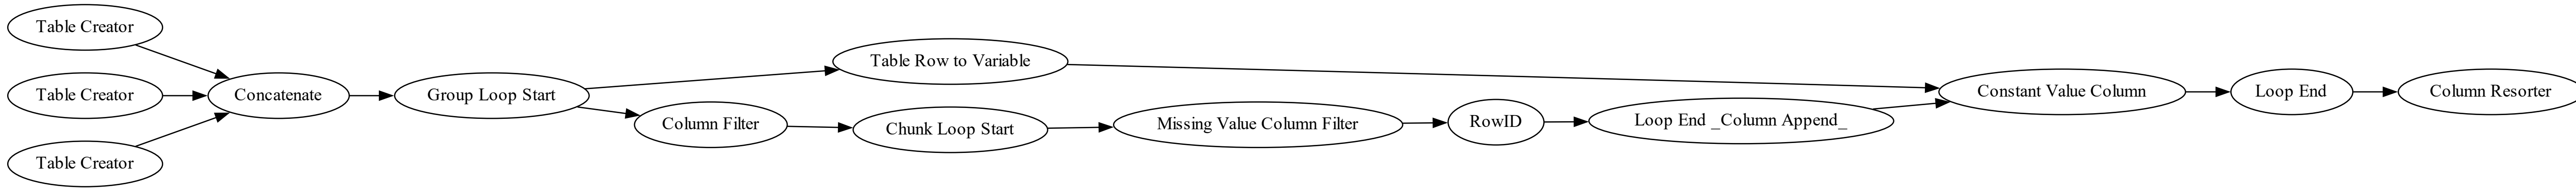 Table Creator
Table Creator
Table Creator
Concatenate
Group Loop Start
Table Row to Variable
Column Filter
Chunk Loop Start
Missing Value Column Filter
RowID
Loop End _Column Append_
Constant Value Column
Loop End
Column Resorter